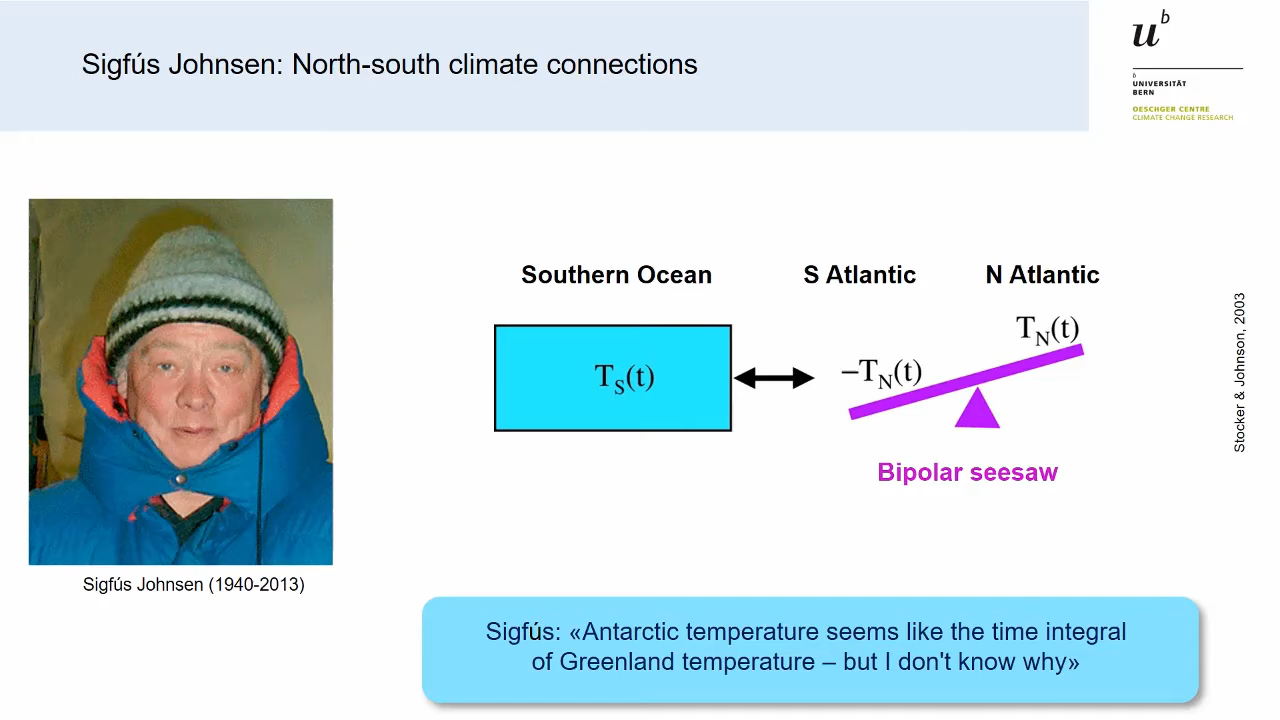 Sigfús Johnsen: North-south climate connections
u^b
b
UNIVERSITÄT
BERN
OESCHGER CENTRE
CLIMATE CHANGE RESEARCH
Southern Ocean
S Atlantic
N Atlantic
T_S(t)
–T_N(t)
T_N(t)
Bipolar seesaw
Stocker & Johnson, 2003
Sigfús Johnsen (1940-2013)
Sigfús: «Antarctic temperature seems like the time integral
of Greenland temperature – but I don't know why»